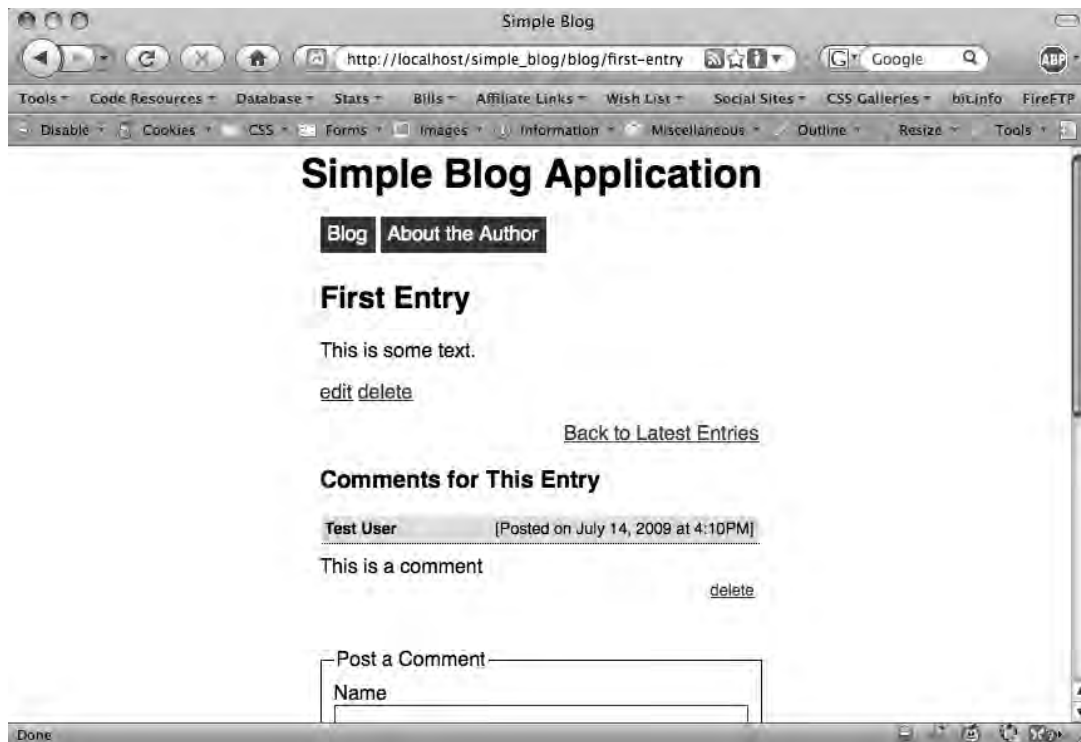 Simple Blog
http://localhost/simple_blog/blog/first-entry
G Google
ABP
Tools Code Resources Database Stats Bills Affiliate Links Wish List Social Sites CSS Galleries bit.info FireFTP
Disable Cookies CSS Forms Images Information Miscellaneous Outline Resize Tools
Simple Blog Application
Blog About the Author
First Entry
This is some text.
edit delete
Back to Latest Entries
Comments for This Entry
Test User [Posted on July 14, 2009 at 4:10PM]
This is a comment
delete
Post a Comment
Name
Done